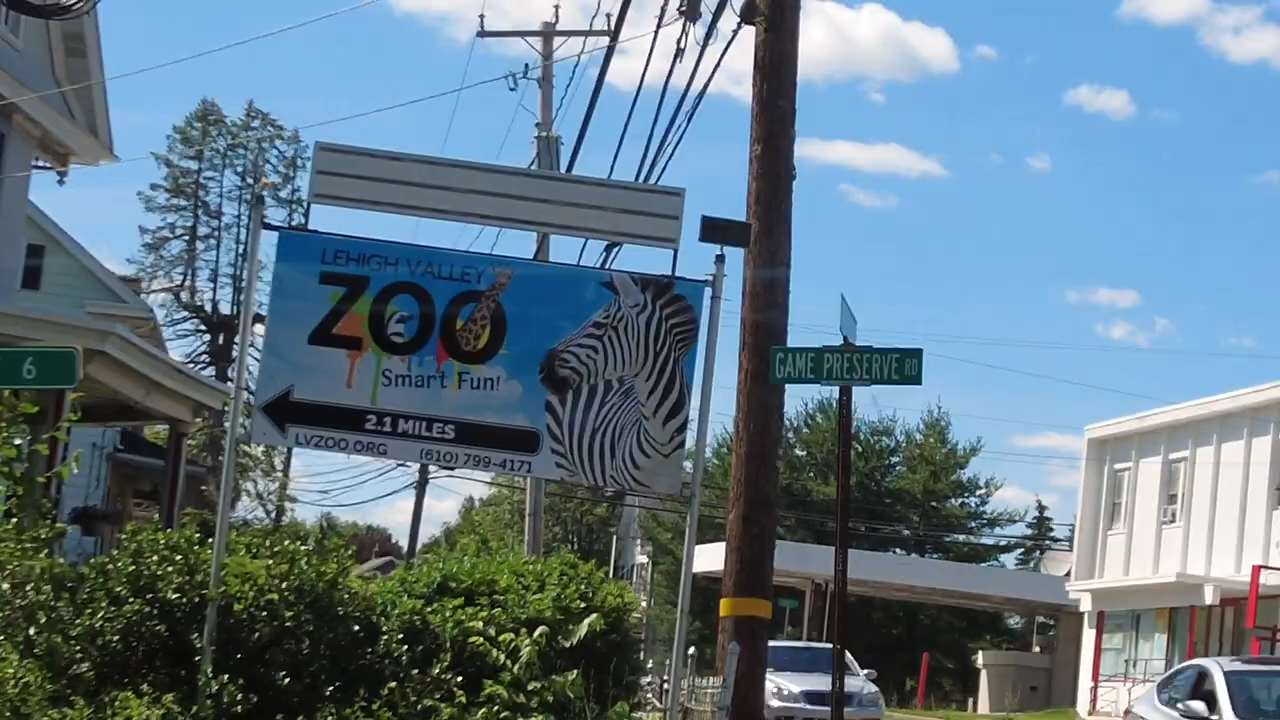 LEHIGH VALLEY
ZOO
Smart Fun!
2.1 MILES
LVZOO.ORG (610) 799-4171
6
GAME PRESERVE RD